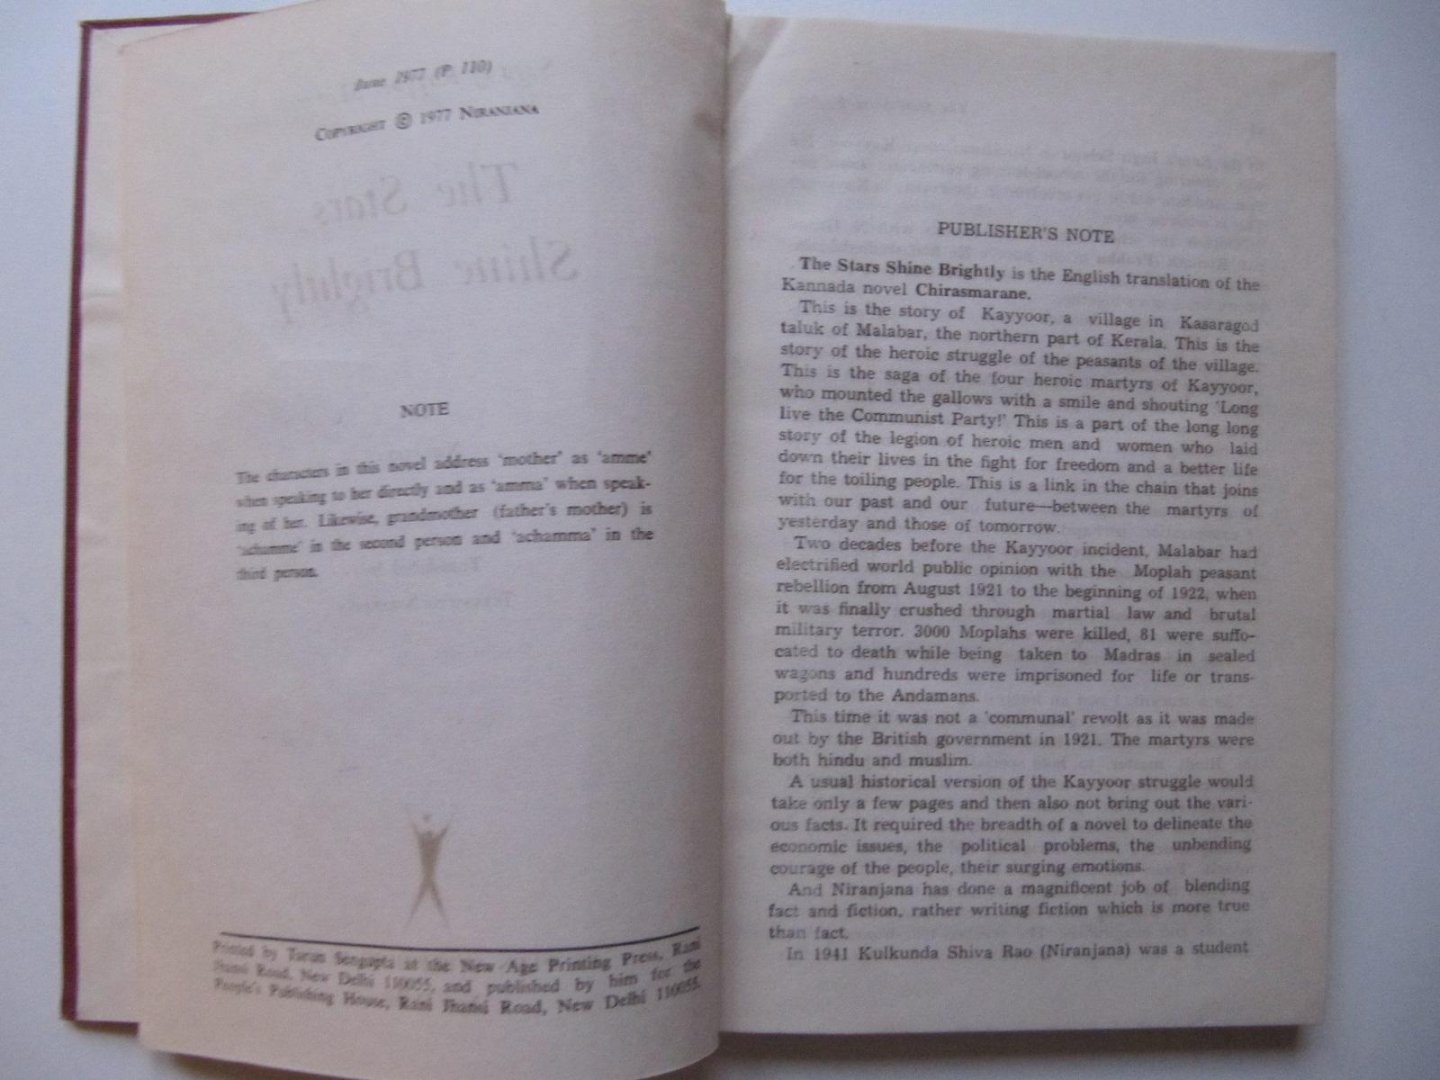 June 1977 (P. 110)
COPYRIGHT © 1977 NIRANJANA
NOTE
The characters in this novel address 'mother' as 'amme'
when speaking to her directly and as 'amma' when speak-
ing of her. Likewise, grandmother (father's mother) is
'achamme' in the second person and 'achamma' in the
third person.
Printed by Tarun Sengupta at the New Age Printing Press, Rani
Jhansi Road, New Delhi 110055, and published by him for the
People's Publishing House, Rani Jhansi Road, New Delhi 110055.
PUBLISHER'S NOTE
The Stars Shine Brightly is the English translation of the
Kannada novel Chirasmarane.
This is the story of Kayyoor, a village in Kasaragod
taluk of Malabar, the northern part of Kerala. This is the
story of the heroic struggle of the peasants of the village.
This is the saga of the four heroic martyrs of Kayyoor,
who mounted the gallows with a smile and shouting 'Long
live the Communist Party!' This is a part of the long long
story of the legion of heroic men and women who laid
down their lives in the fight for freedom and a better life
for the toiling people. This is a link in the chain that joins
with our past and our future—between the martyrs of
yesterday and those of tomorrow.
Two decades before the Kayyoor incident, Malabar had
electrified world public opinion with the Moplah peasant
rebellion from August 1921 to the beginning of 1922, when
it was finally crushed through martial law and brutal
military terror. 3000 Moplahs were killed, 81 were suffo-
cated to death while being taken to Madras in sealed
wagons and hundreds were imprisoned for life or trans-
ported to the Andamans.
This time it was not a 'communal' revolt as it was made
out by the British government in 1921. The martyrs were
both hindu and muslim.
A usual historical version of the Kayyoor struggle would
take only a few pages and then also not bring out the vari-
ous facts. It required the breadth of a novel to delineate the
economic issues, the political problems, the unbending
courage of the people, their surging emotions.
And Niranjana has done a magnificent job of blending
fact and fiction, rather writing fiction which is more true
than fact.
In 1941 Kulkunda Shiva Rao (Niranjana) was a student